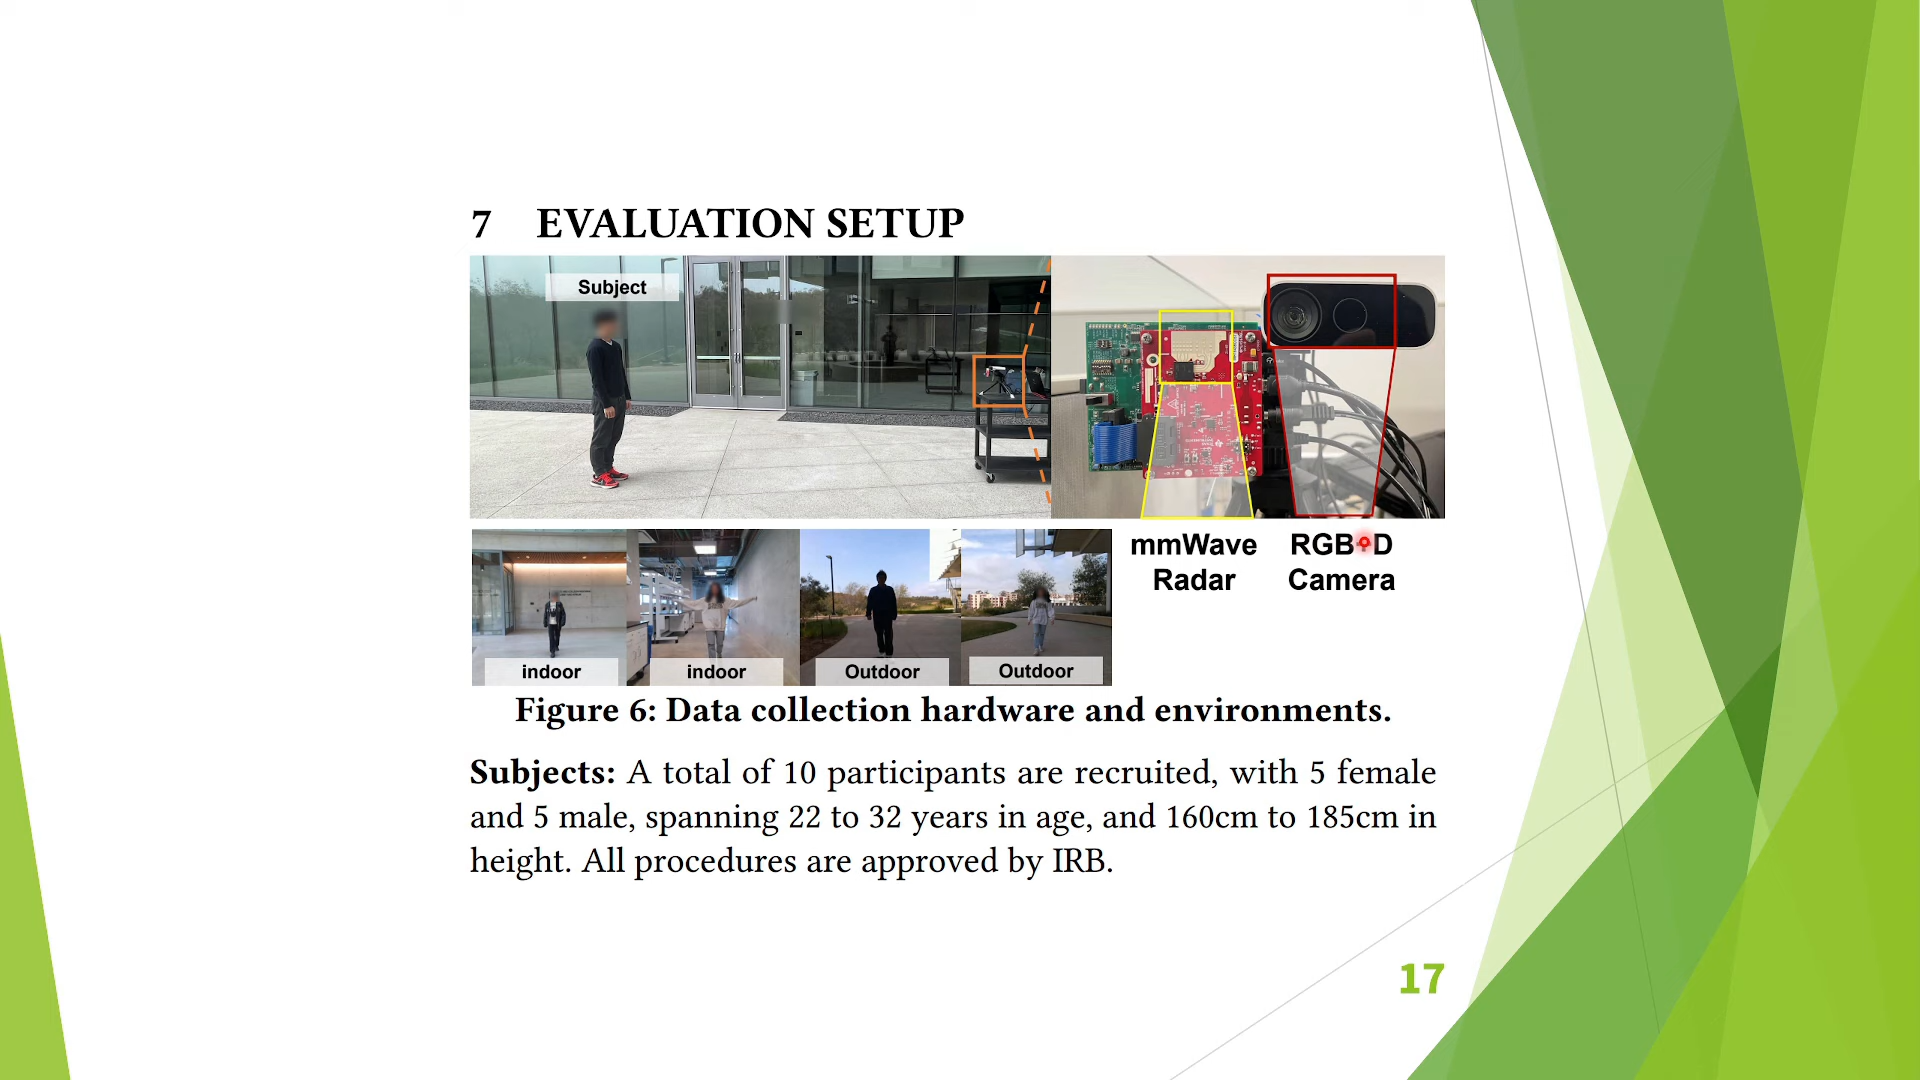 7 EVALUATION SETUP
Subject
mmWave
Radar
RGB-D
Camera
indoor
indoor
Outdoor
Outdoor
Figure 6: Data collection hardware and environments.
Subjects: A total of 10 participants are recruited, with 5 female
and 5 male, spanning 22 to 32 years in age, and 160cm to 185cm in
height. All procedures are approved by IRB.
17